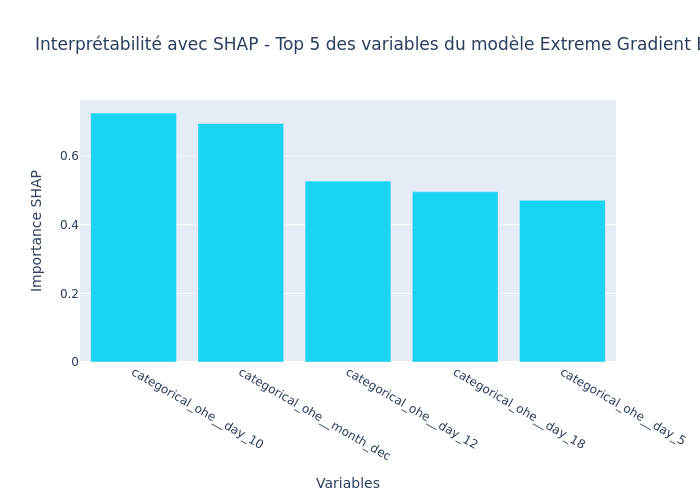 Interprétabilité avec SHAP - Top 5 des variables du modèle Extreme Gradient
Importance SHAP
0.6
0.4
0.2
0
categorical_ohe__day_10
categorical_ohe__month_dec
categorical_ohe__day_12
categorical_ohe__day_18
categorical_ohe__day_5
Variables